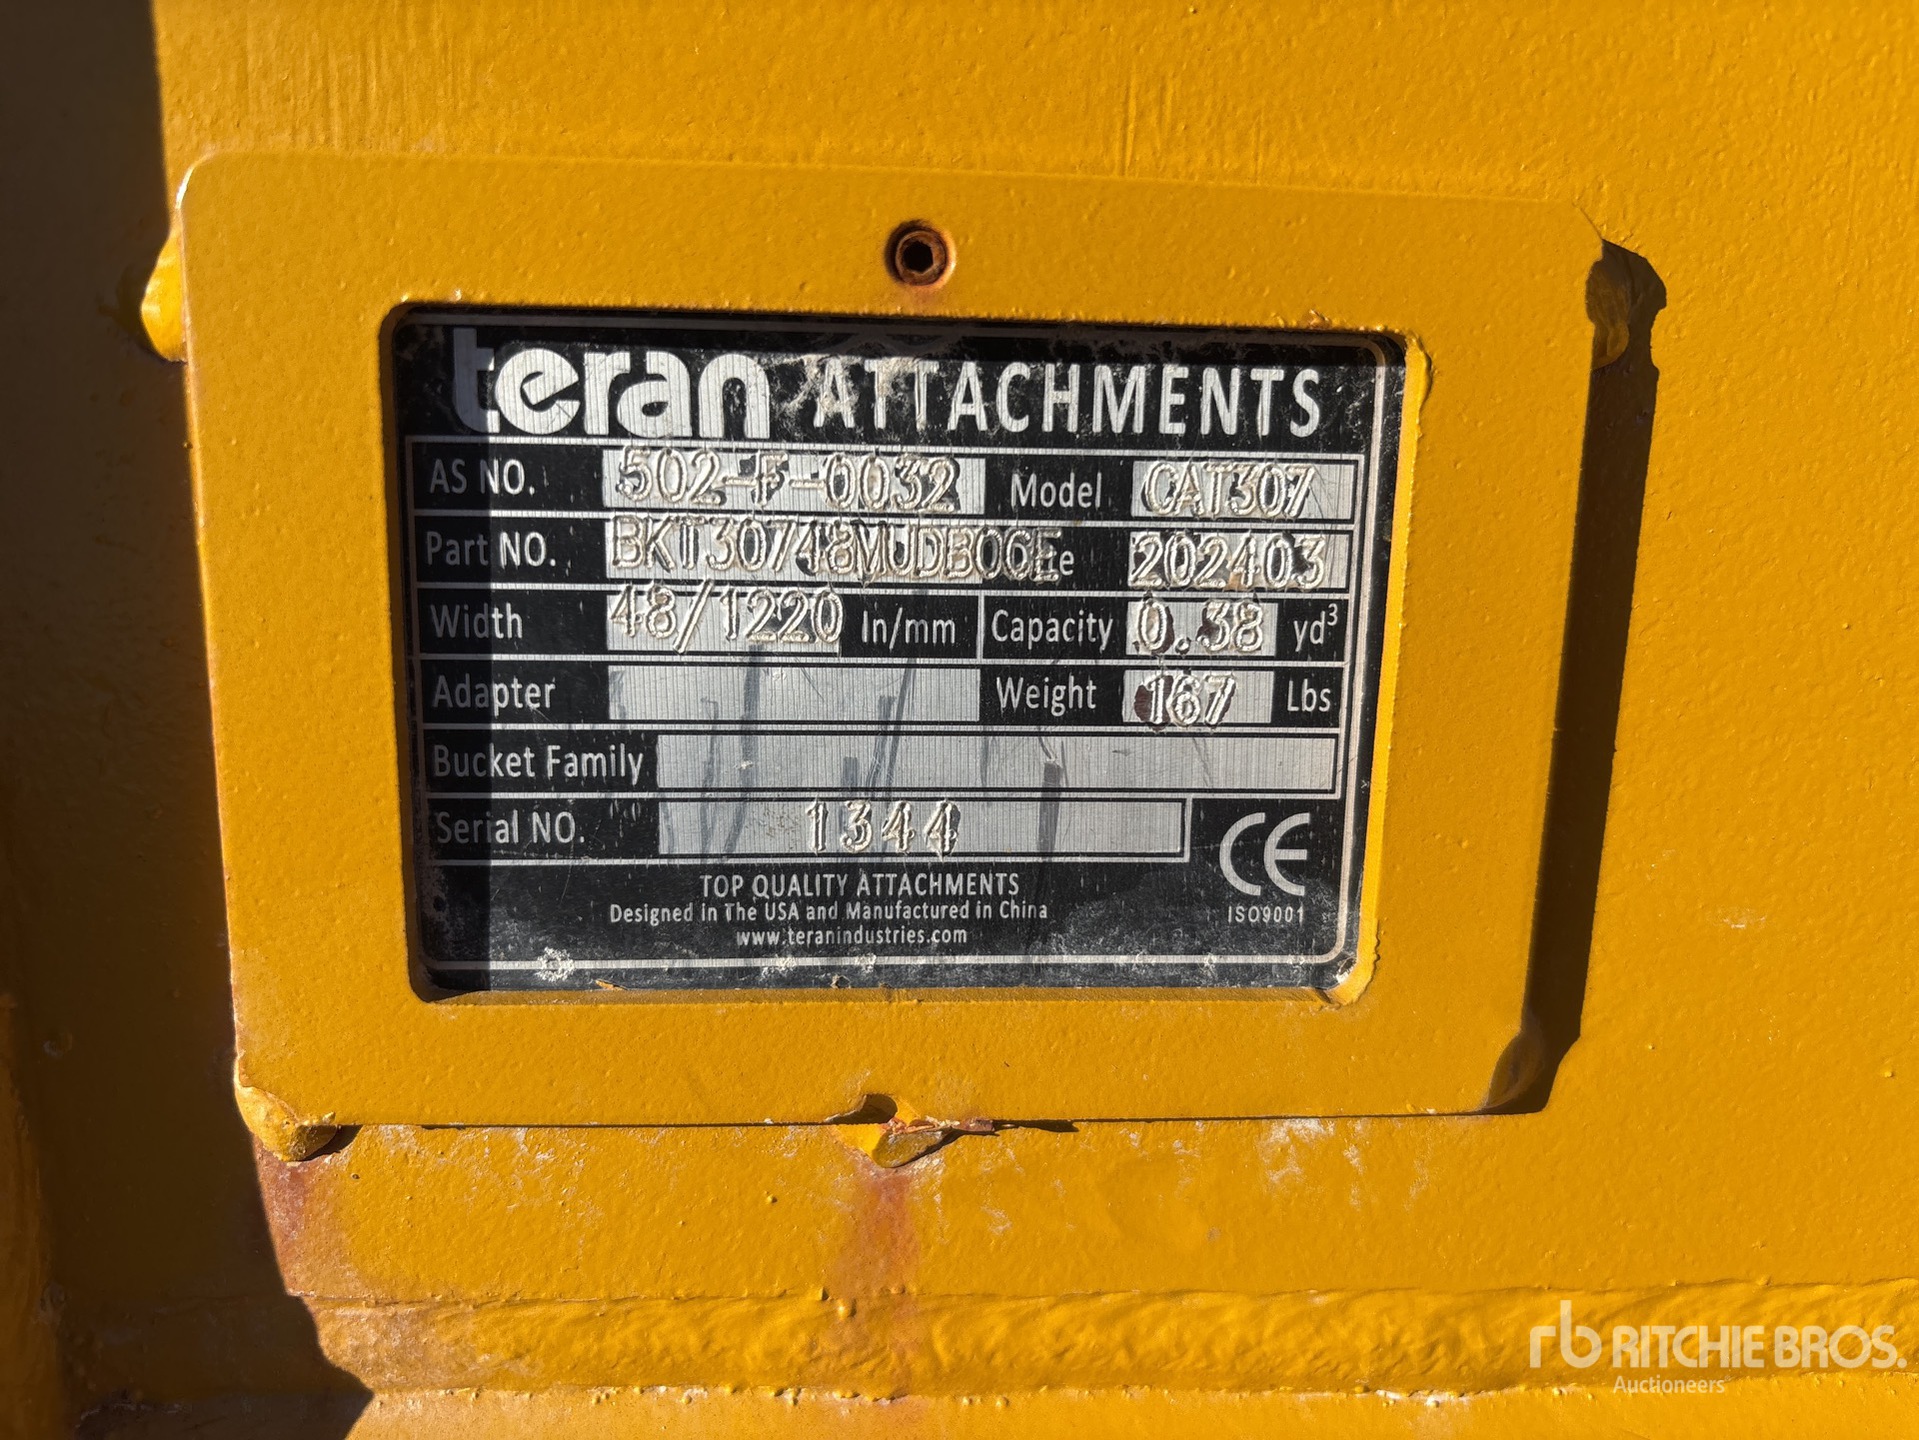 teran ATTACHMENTS
AS NO. 502-F-0032 Model CAT307
Part NO. BKT30748MUDB06E te 202403
Width 48/1220 In/mm Capacity 0.38 yd³
Adapter Weight 167 Lbs
Bucket Family
Serial NO. 1344
CE
ISO9001
TOP QUALITY ATTACHMENTS
Designed In The USA and Manufactured in China
www.teranindustries.com
rb RITCHIE BROS.
Auctioneers